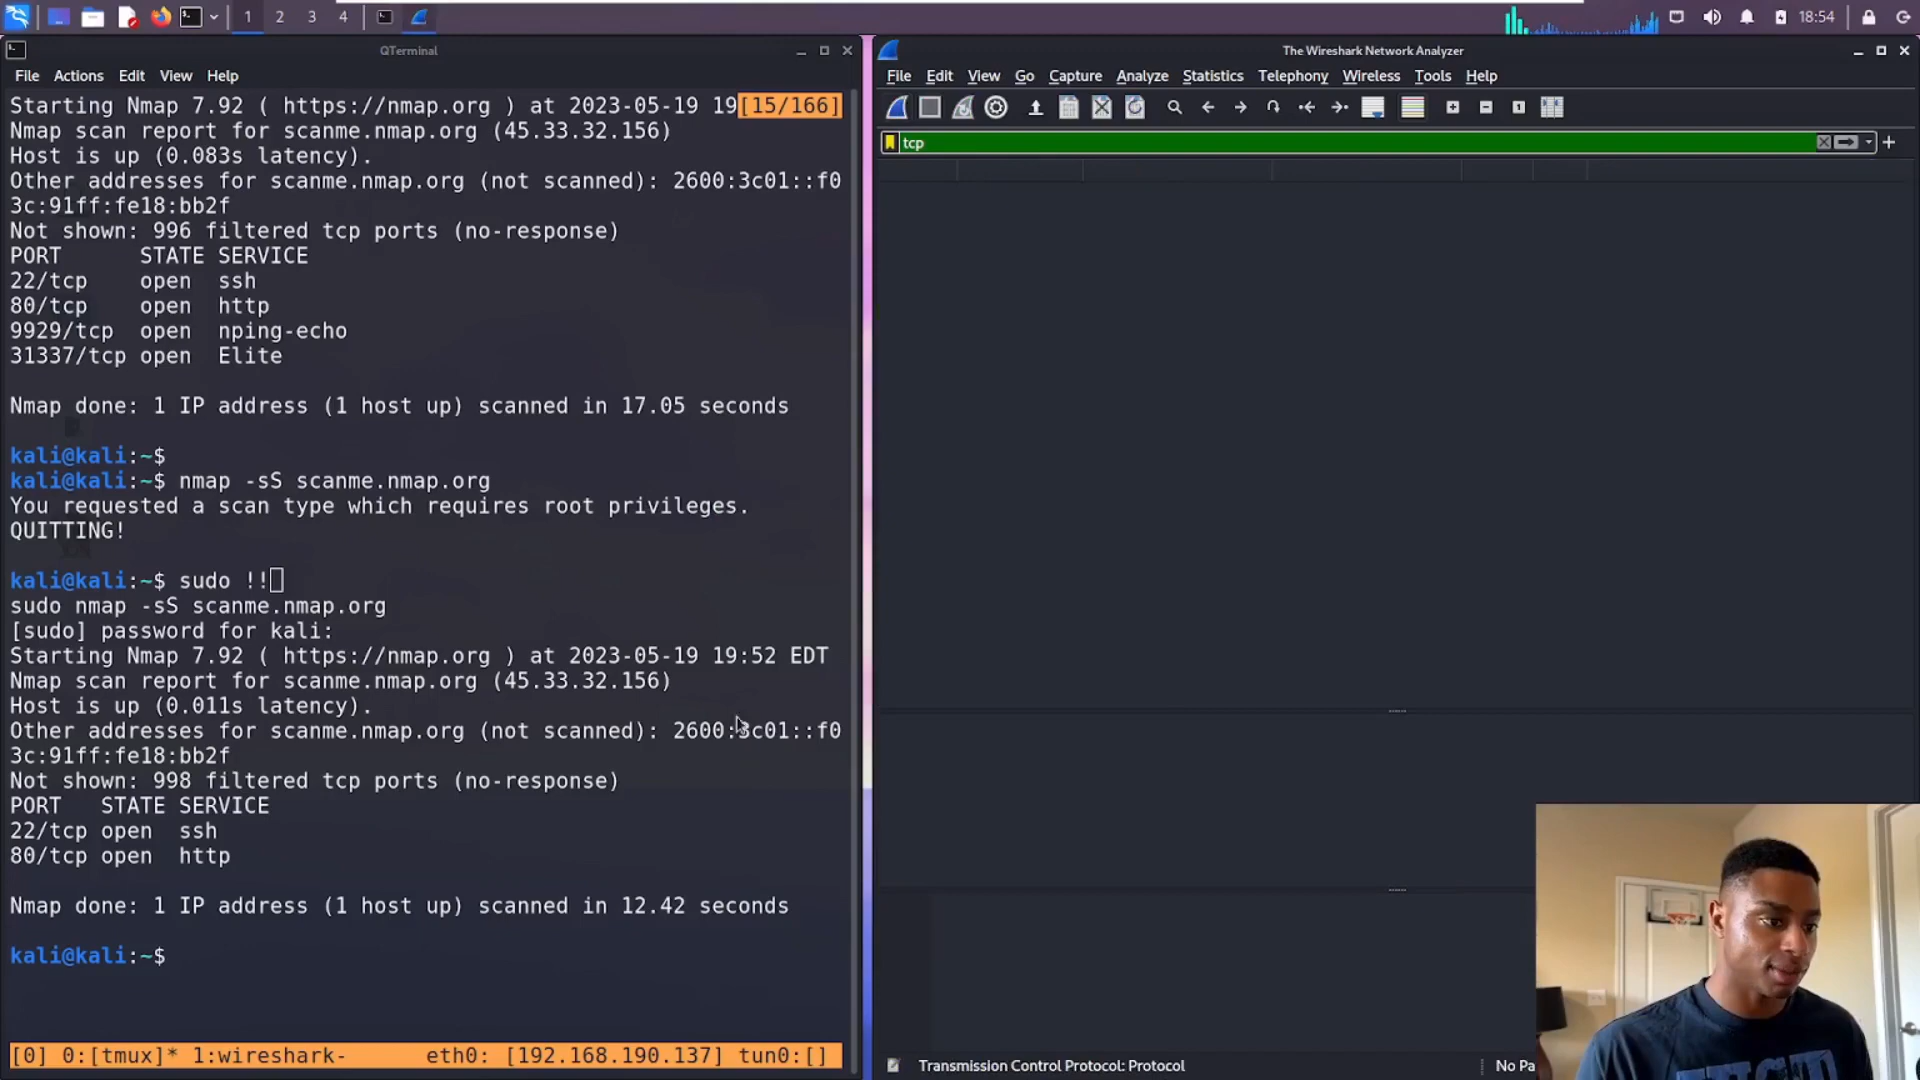 1 2 3 4
18:54
QTerminal
File Actions Edit View Help
Starting Nmap 7.92 ( https://nmap.org ) at 2023-05-19 19[15/166]
Nmap scan report for scanme.nmap.org (45.33.32.156)
Host is up (0.083s latency).
Other addresses for scanme.nmap.org (not scanned): 2600:3c01::f0
3c:91ff:fe18:bb2f
Not shown: 996 filtered tcp ports (no-response)
PORT STATE SERVICE
22/tcp open ssh
80/tcp open http
9929/tcp open nping-echo
31337/tcp open Elite
Nmap done: 1 IP address (1 host up) scanned in 17.05 seconds
kali@kali:~$
kali@kali:~$ nmap -sS scanme.nmap.org
You requested a scan type which requires root privileges.
QUITTING!
kali@kali:~$ sudo !!
sudo nmap -sS scanme.nmap.org
[sudo] password for kali:
Starting Nmap 7.92 ( https://nmap.org ) at 2023-05-19 19:52 EDT
Nmap scan report for scanme.nmap.org (45.33.32.156)
Host is up (0.011s latency).
Other addresses for scanme.nmap.org (not scanned): 2600:3c01::f0
3c:91ff:fe18:bb2f
Not shown: 998 filtered tcp ports (no-response)
PORT STATE SERVICE
22/tcp open ssh
80/tcp open http
Nmap done: 1 IP address (1 host up) scanned in 12.42 seconds
kali@kali:~$
[0] 0:[tmux]* 1:wireshark- eth0: [192.168.190.137] tun0:[]
The Wireshark Network Analyzer
File Edit View Go Capture Analyze Statistics Telephony Wireless Tools Help
tcp
Transmission Control Protocol: Protocol
No Pa